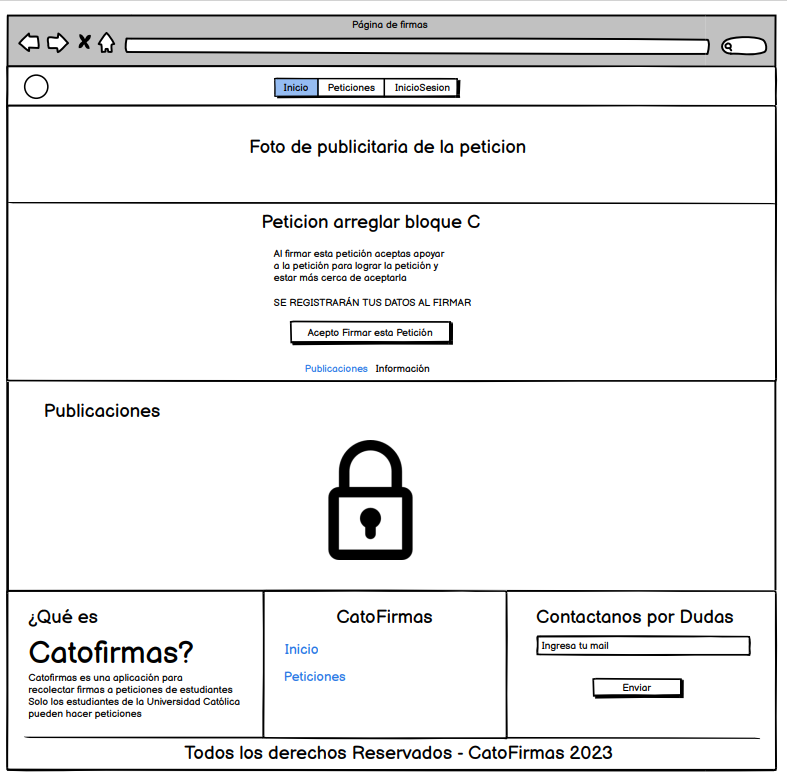 Página de firmas
Inicio Peticiones InicioSesion
Foto de publicitaria de la peticion
Peticion arreglar bloque C
Al firmar esta petición aceptas apoyar
a la petición para lograr la petición y
estar más cerca de aceptarla
SE REGISTRARÁN TUS DATOS AL FIRMAR
Acepto Firmar esta Petición
Publicaciones Información
Publicaciones
¿Qué es
Catofirmas?
Catofirmas es una aplicación para
recolectar firmas a peticiones de estudiantes
Solo los estudiantes de la Universidad Católica
pueden hacer peticiones
CatoFirmas
Inicio
Peticiones
Contactanos por Dudas
Ingresa tu mail
Enviar
Todos los derechos Reservados - CatoFirmas 2023